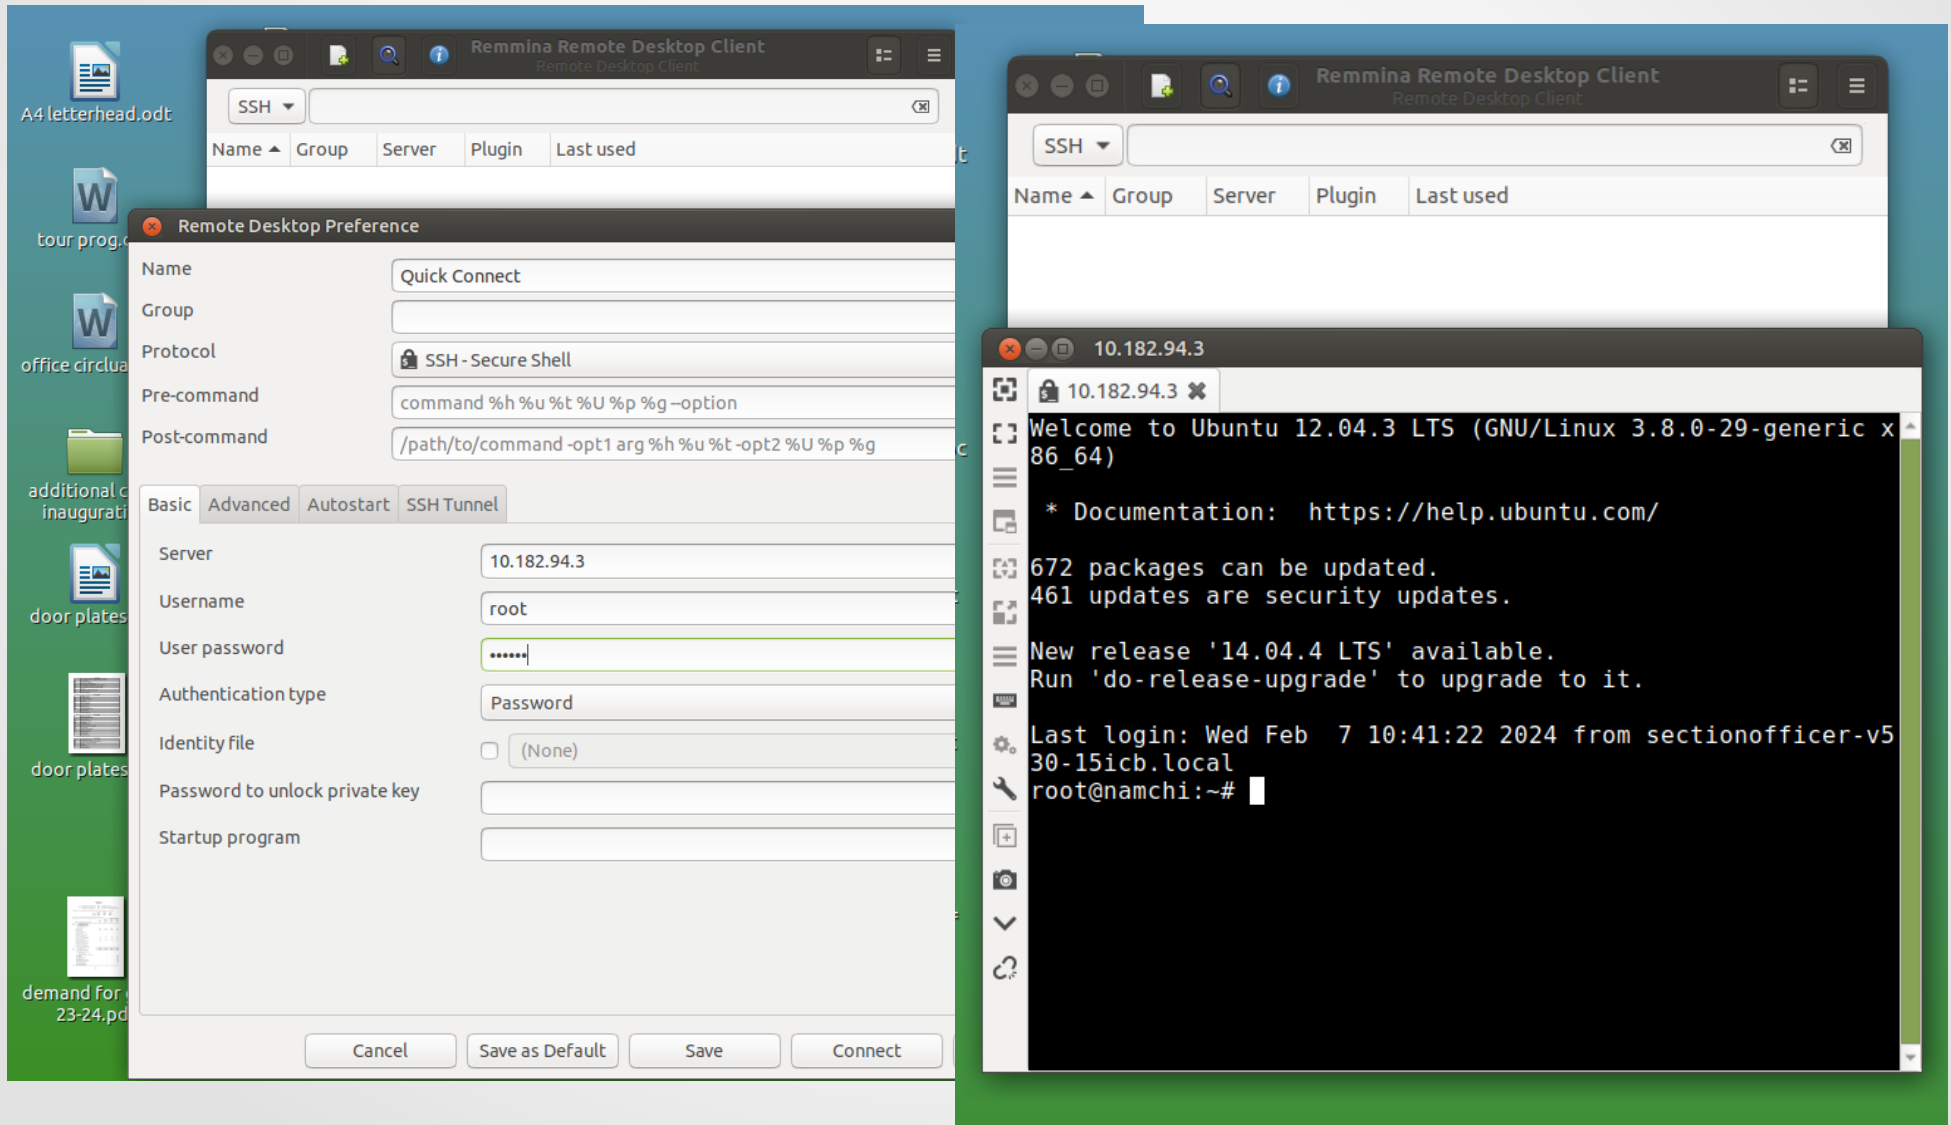 A4 letterhead.odt
tour prog.
office circlua
additional c
inaugurati
door plates
door plates
demand for
23-24.pd
Remmina Remote Desktop Client
Remote Desktop Client
SSH
Name Group Server Plugin Last used
Remote Desktop Preference
Name Quick Connect
Group
Protocol SSH - Secure Shell
Pre-command command %h %u %t %U %p %g --option
Post-command /path/to/command -opt1 arg %h %u %t -opt2 %U %p %g
Basic Advanced Autostart SSH Tunnel
Server 10.182.94.3
Username root
User password ••••••
Authentication type Password
Identity file (None)
Password to unlock private key
Startup program
Cancel Save as Default Save Connect
Remmina Remote Desktop Client
Remote Desktop Client
SSH
Name Group Server Plugin Last used
10.182.94.3
10.182.94.3
Welcome to Ubuntu 12.04.3 LTS (GNU/Linux 3.8.0-29-generic x
86_64)
* Documentation: https://help.ubuntu.com/
672 packages can be updated.
461 updates are security updates.
New release '14.04.4 LTS' available.
Run 'do-release-upgrade' to upgrade to it.
Last login: Wed Feb 7 10:41:22 2024 from sectionofficer-v5
30-15icb.local
root@namchi:~#